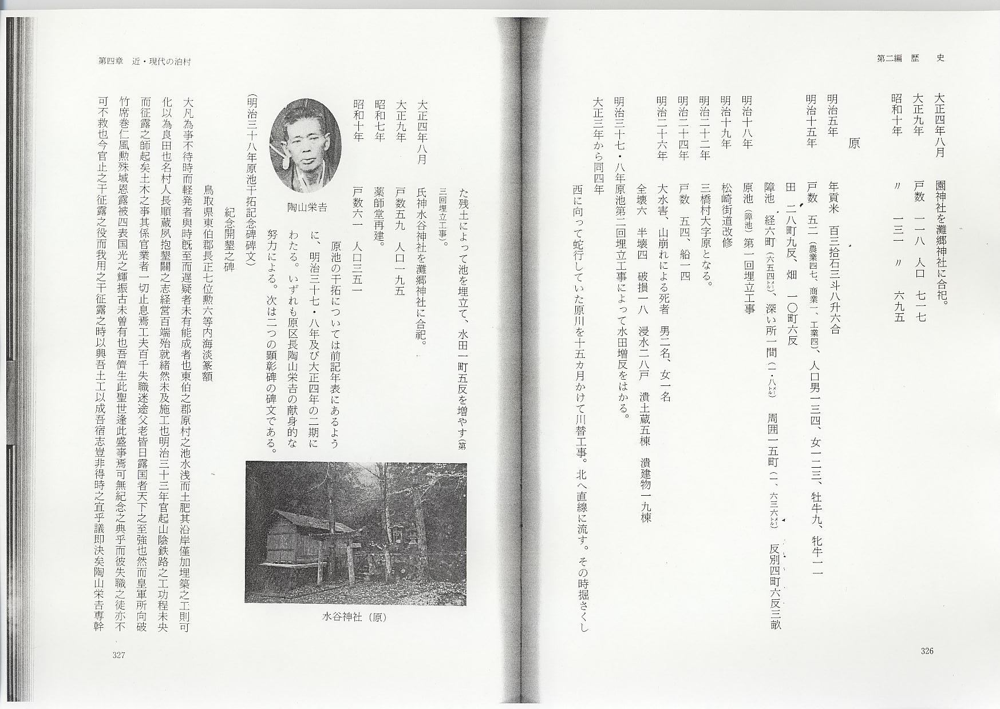 第二編　歴　史
大正四年八月　園神社を灘郷神社に合祀。
大正九年　戸数　一一八　人口　七一七
昭和十年　〃　一三一　〃　六九五
原
明治五年　年貢米　百三拾石三斗八升六合
明治十五年　戸数　五二（農業四七、商業一、工業四）、人口男一三四、女一二三、牡牛九、牝牛一一
田　二八町九反、畑　一〇町六反
障池　経六町（六五四メートル）、深い所一間（一・八メートル）　周囲一五町（一、六三六メートル）　反別四町六反三畝
明治十八年　原池（障池）第一回埋立工事
明治十九年　松崎街道改修
明治二十二年　三橋村大字原となる。
明治二十四年　戸数　五四、船一四
明治二十六年　大水害、山崩れによる死者　男二名、女一名
全壊六　半壊四　破損一八　浸水二八戸　潰土蔵五棟　潰建物一九棟
明治三十七・八年原池第二回埋立工事によって水田増反をはかる。
大正三年から同四年
西に向って蛇行していた原川を十五カ月かけて川替工事。北へ直線に流す。その時掘さくし
326
第四章　近・現代の泊村
た残土によって池を埋立て、水田一町五反を増やす（第
三回埋立工事）。
大正四年八月　氏神水谷神社を灘郷神社に合祀。
大正九年　戸数五九　人口一九五
昭和七年　薬師堂再建。
昭和十年　戸数六一　人口三五一
原池の干拓については前記年表にあるよう
に、明治三十七・八年及び大正四年の二期に
わたる。いずれも原区長陶山栄吉の献身的な
努力による。次は二つの顕彰碑の碑文である。
陶山栄吉
水谷神社（原）
（明治三十八年原池干拓記念碑碑文）
紀念開墾之碑
鳥取県東伯郡長正七位勲六等内海淡篆額
大凡為事不待時而軽発者與時既至而遅疑者未有能成者也東伯之郡原村之池水浅而土肥其沿岸僅加埋築之工則可
化以為良田也名村人長順蔵夙抱墾闢之志経営百端殆就緒然未及施工也明治三十三年官起山陰鉄路之工功程未央
而征露之師起矣土木之事其係官業者一切止息焉工夫百千失職迷途父老皆日露国者天下之至強也然而皇軍所向破
竹席巻仁風勲殊域恩露被四表国光之輝振古未曽有也吾儕生此聖世逢此盛事焉可無紀念之典乎而彼失職之徒亦不
可不救也今官止之干征露之役而我用之干征露之時以興吾土工以成吾宿志豈非得時之宜乎議即決矣陶山栄吉専幹
327